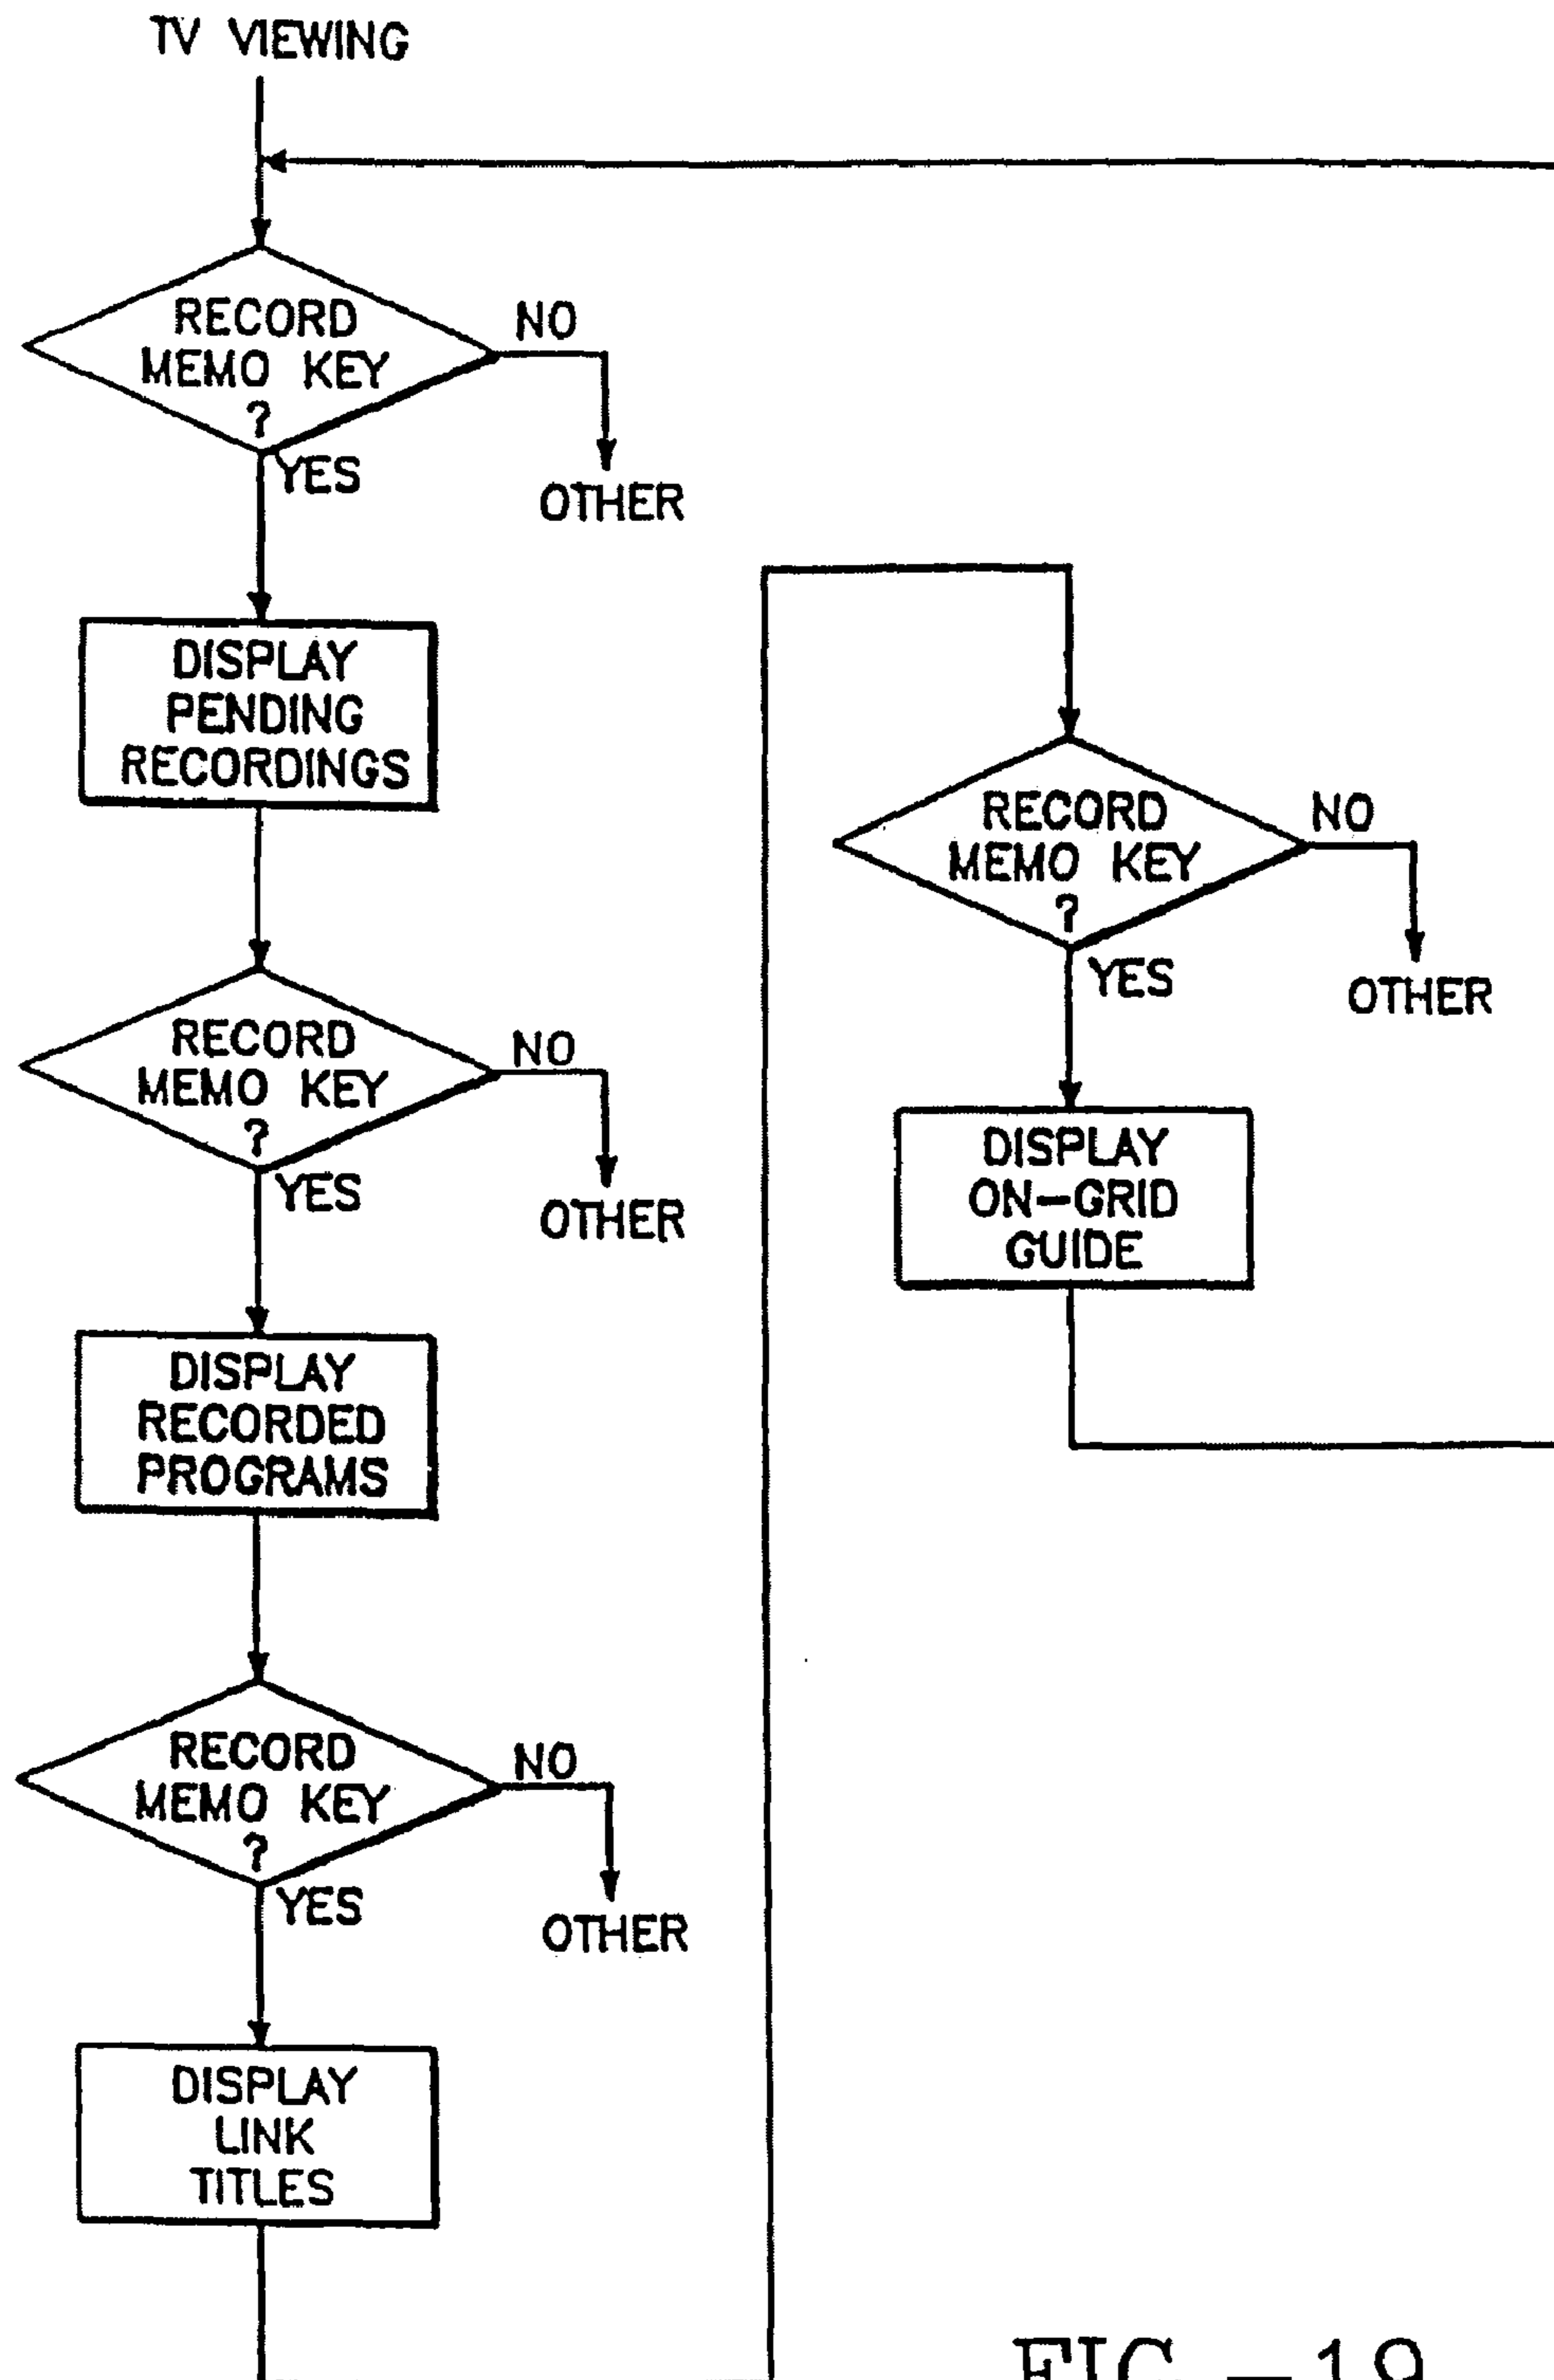 TV VIEWING
RECORD
MEMO KEY
?
NO
YES
OTHER
DISPLAY
PENDING
RECORDINGS
RECORD
MEMO KEY
?
NO
YES
OTHER
DISPLAY
RECORDED
PROGRAMS
RECORD
MEMO KEY
?
NO
YES
OTHER
DISPLAY
LINK
TITLES
RECORD
MEMO KEY
?
NO
YES
OTHER
DISPLAY
ON-GRID
GUIDE
FIG.-19